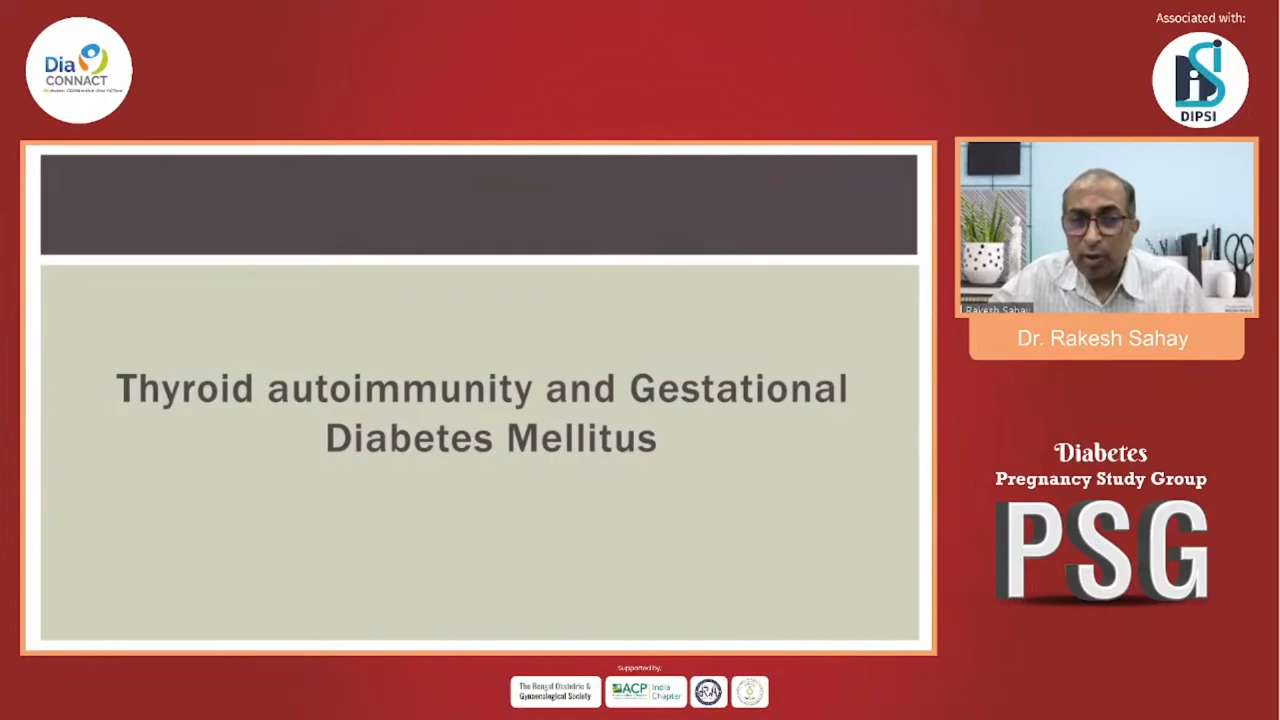 Associated with:
Dia
CONNACT
DIPSI
Thyroid autoimmunity and Gestational
Diabetes Mellitus
Rakesh Sahay
Dr. Rakesh Sahay
Diabetes
Pregnancy Study Group
PSG
Supported by:
The Bengal Obstetric &
Gynaecological Society
ACP India
Chapter